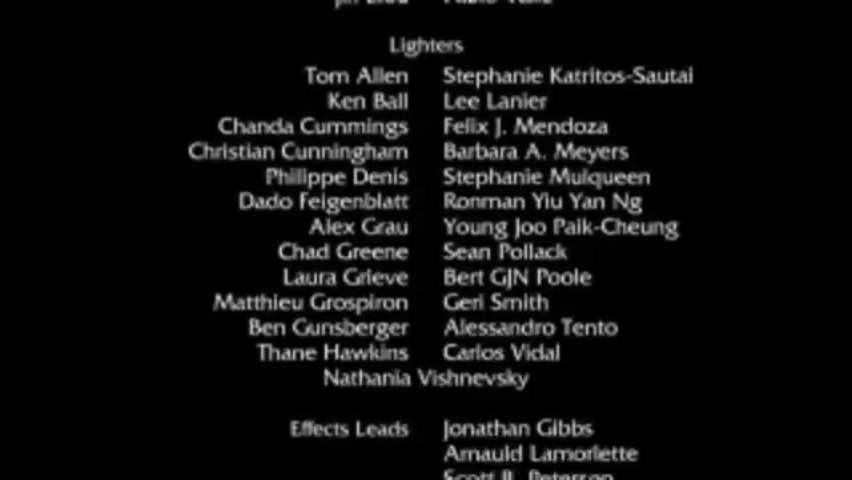 Lighters
Tom Allen Stephanie Katritos-Sautai
Ken Ball Lee Lanier
Chanda Cummings Felix J. Mendoza
Christian Cunningham Barbara A. Meyers
Philippe Denis Stephanie Mulqueen
Dado Feigenblatt Ronman Yiu Yan Ng
Alex Grau Young Joo Paik-Cheung
Chad Greene Sean Pollack
Laura Grieve Bert GJN Poole
Matthieu Grospiron Geri Smith
Ben Gunsberger Alessandro Tento
Thane Hawkins Carlos Vidal
Nathania Vishnevsky
Effects Leads Jonathan Gibbs
Arnauld Lamorlette
Scott B. Peterson